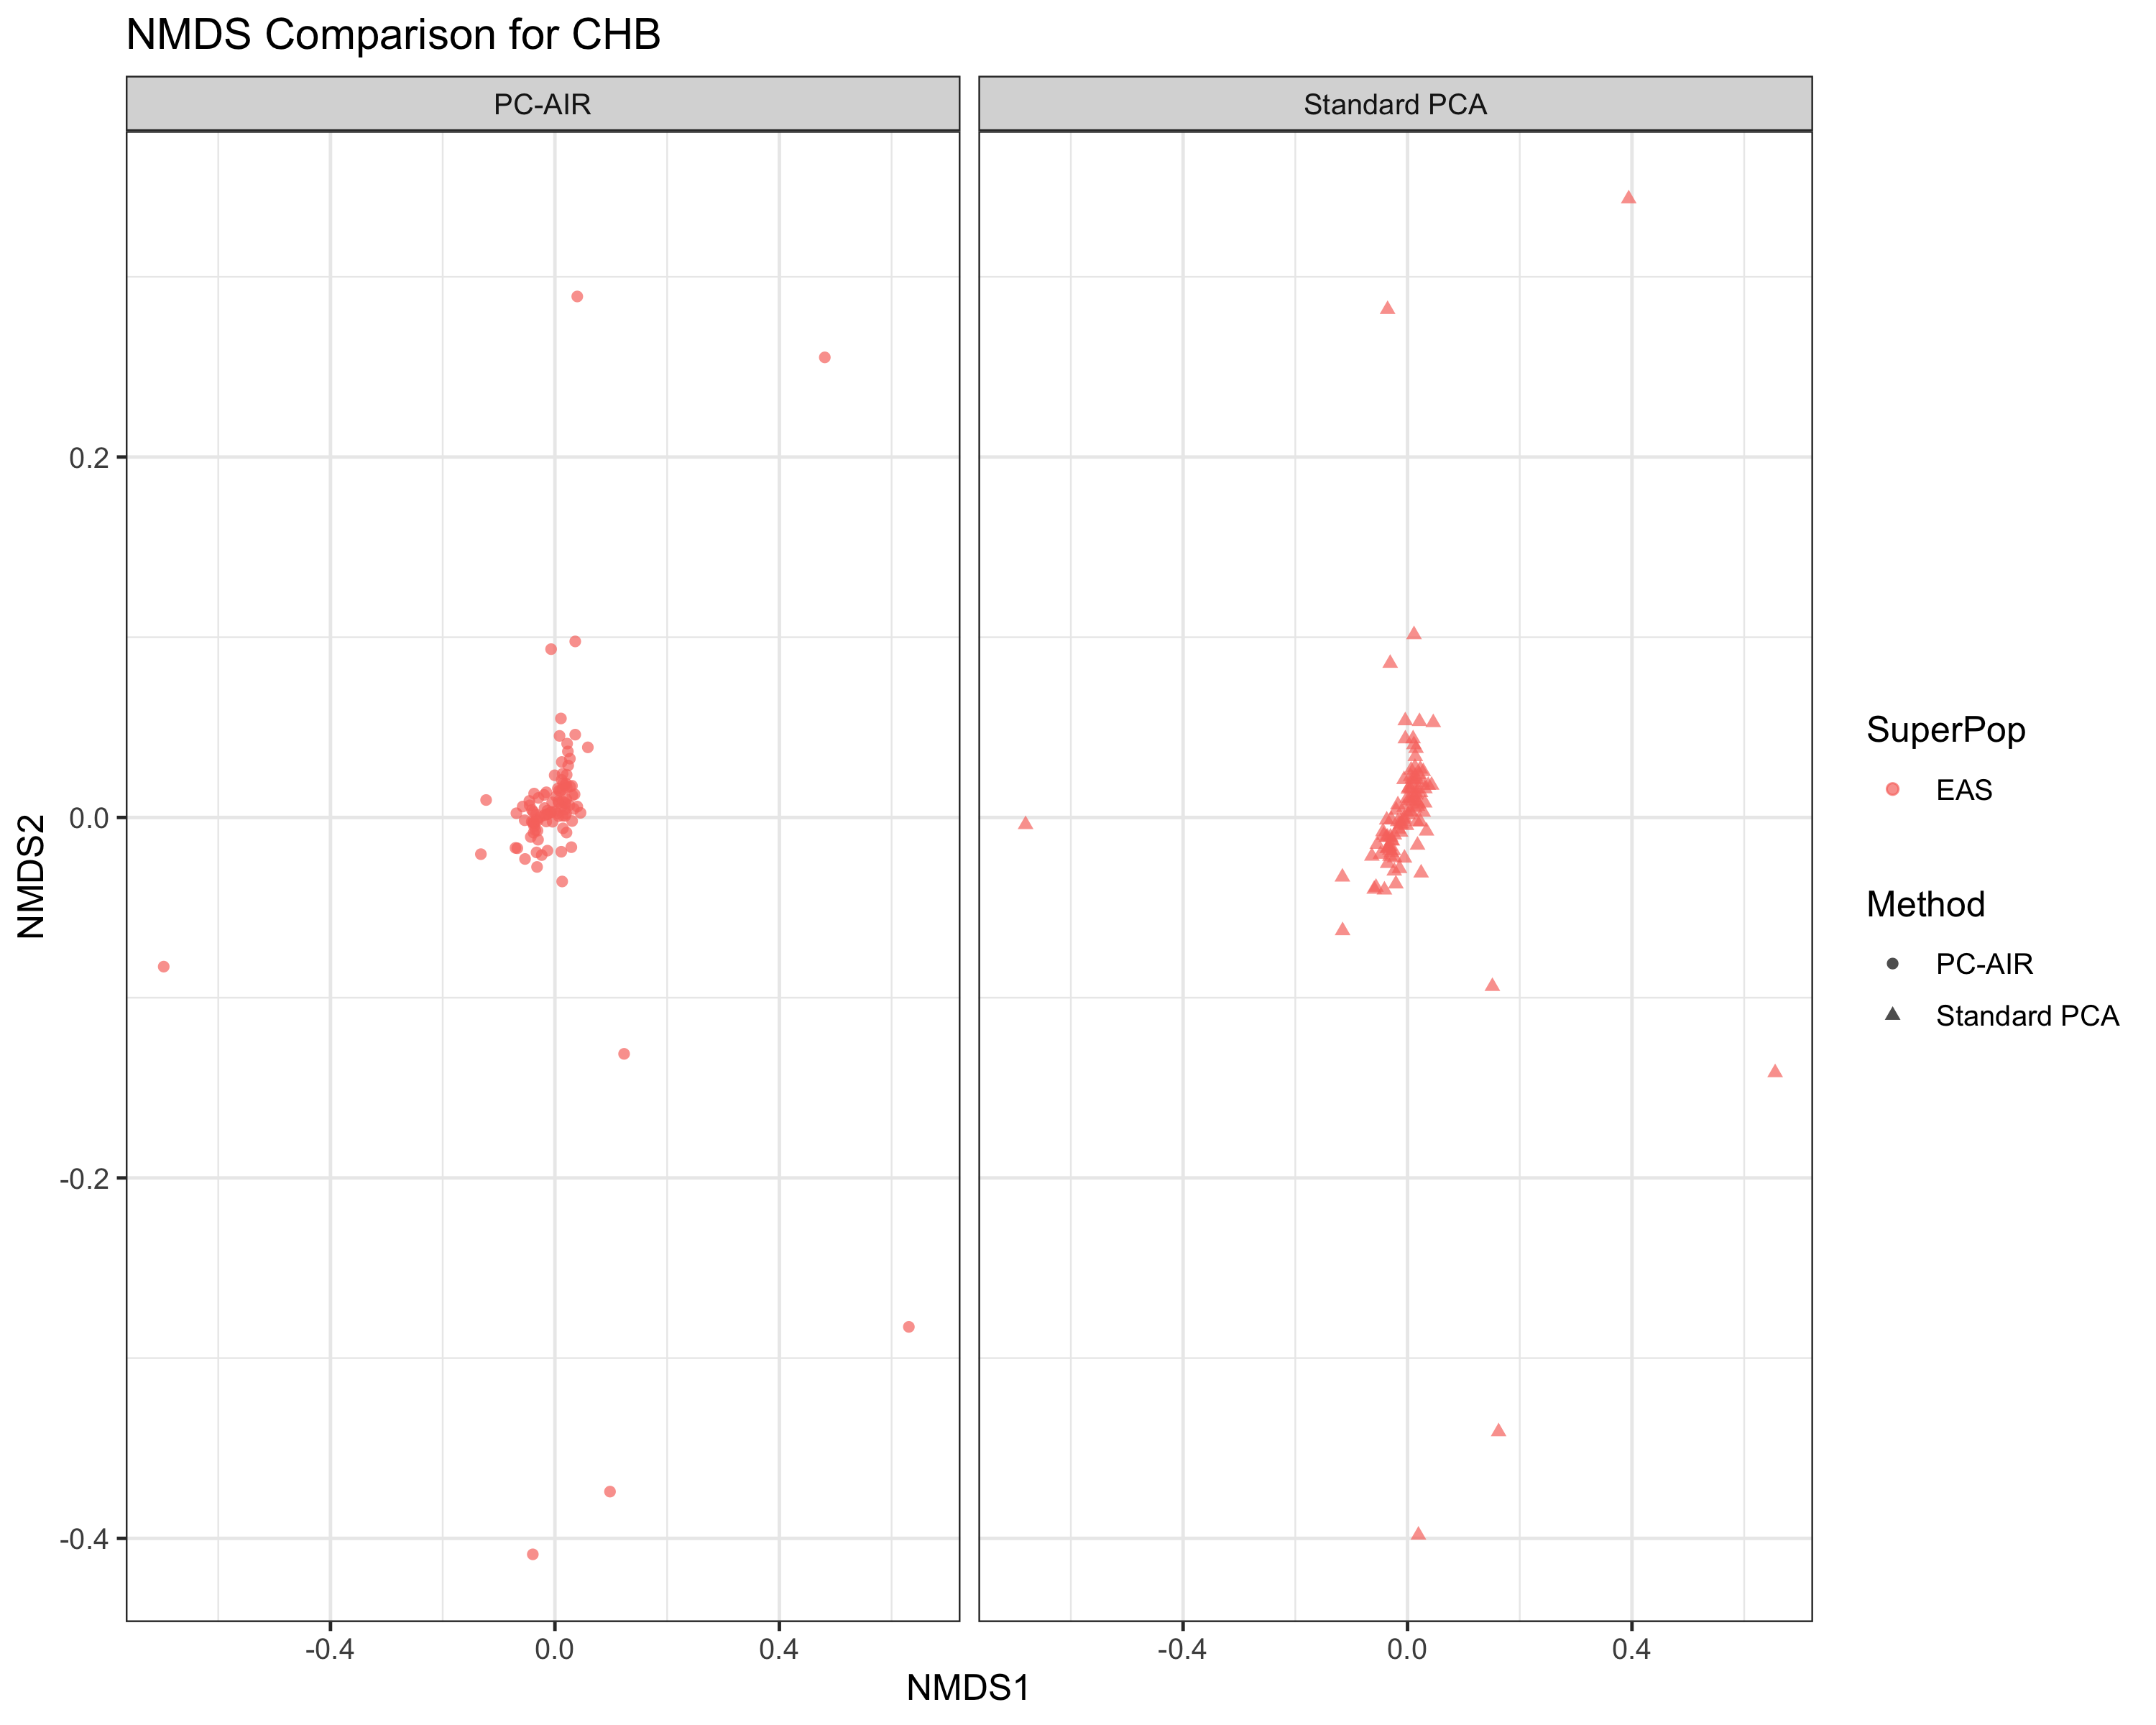 NMDS Comparison for CHB
PC-AIR
Standard PCA
0.2
0.0
-0.2
-0.4
NMDS2
-0.4
0.0
0.4
-0.4
0.0
0.4
NMDS1
SuperPop
EAS
Method
PC-AIR
Standard PCA